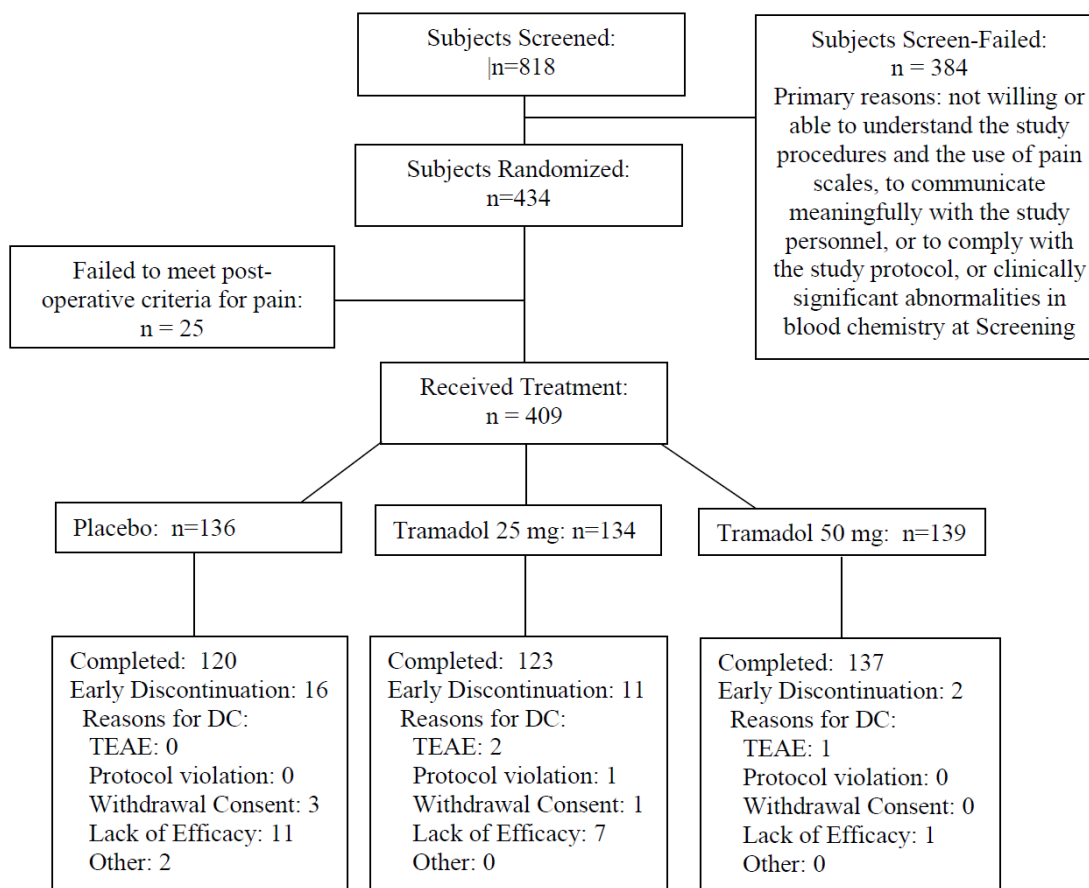 Subjects Screened:
|n=818
Subjects Screen-Failed:
n = 384
Primary reasons: not willing or
able to understand the study
procedures and the use of pain
scales, to communicate
meaningfully with the study
personnel, or to comply with
the study protocol, or clinically
significant abnormalities in
blood chemistry at Screening
Subjects Randomized:
n=434
Failed to meet post-
operative criteria for pain:
n = 25
Received Treatment:
n = 409
Placebo: n=136
Tramadol 25 mg: n=134
Tramadol 50 mg: n=139
Completed: 120
Early Discontinuation: 16
Reasons for DC:
TEAE: 0
Protocol violation: 0
Withdrawal Consent: 3
Lack of Efficacy: 11
Other: 2
Completed: 123
Early Discontinuation: 11
Reasons for DC:
TEAE: 2
Protocol violation: 1
Withdrawal Consent: 1
Lack of Efficacy: 7
Other: 0
Completed: 137
Early Discontinuation: 2
Reasons for DC:
TEAE: 1
Protocol violation: 0
Withdrawal Consent: 0
Lack of Efficacy: 1
Other: 0